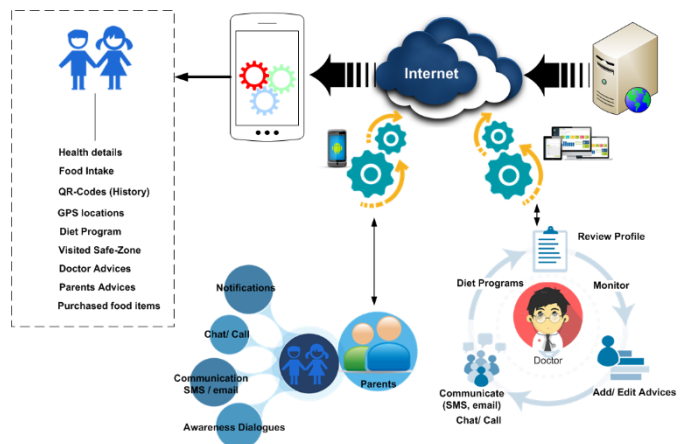 Internet
Health details
Food Intake
QR-Codes (History)
GPS locations
Diet Program
Visited Safe-Zone
Doctor Advices
Parents Advices
Purchased food items
Notifications
Chat/ Call
Communication
SMS / email
Awareness Dialogues
Parents
Review Profile
Diet Programs
Monitor
Doctor
Add/ Edit Advices
Communicate
(SMS, email)
Chat/ Call